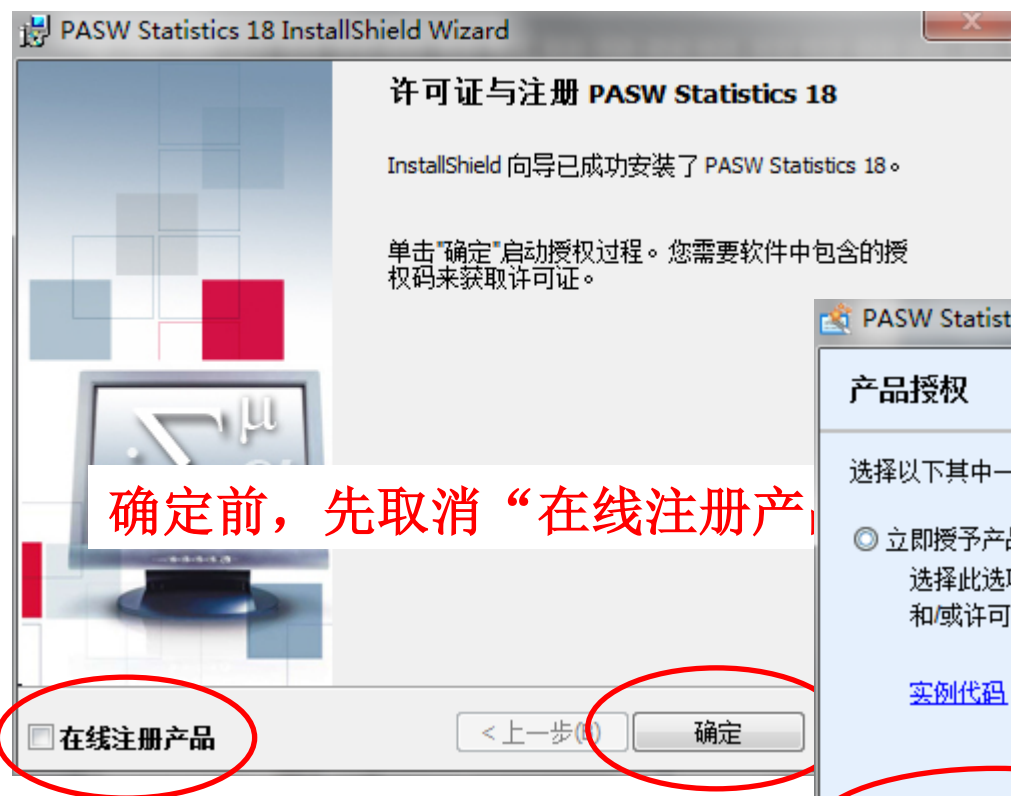 PASW Statistics 18 InstallShield Wizard
许可证与注册 PASW Statistics 18
InstallShield 向导已成功安装了 PASW Statistics 18。
单击"确定"启动授权过程。您需要软件中包含的授
权码来获取许可证。
确定前，先取消“在线注册产
在线注册产品
<上一步
确定
PASW Statist
产品授权
选择以下其中一
立即授予产品
选择此选项
和/或许可
实例代码